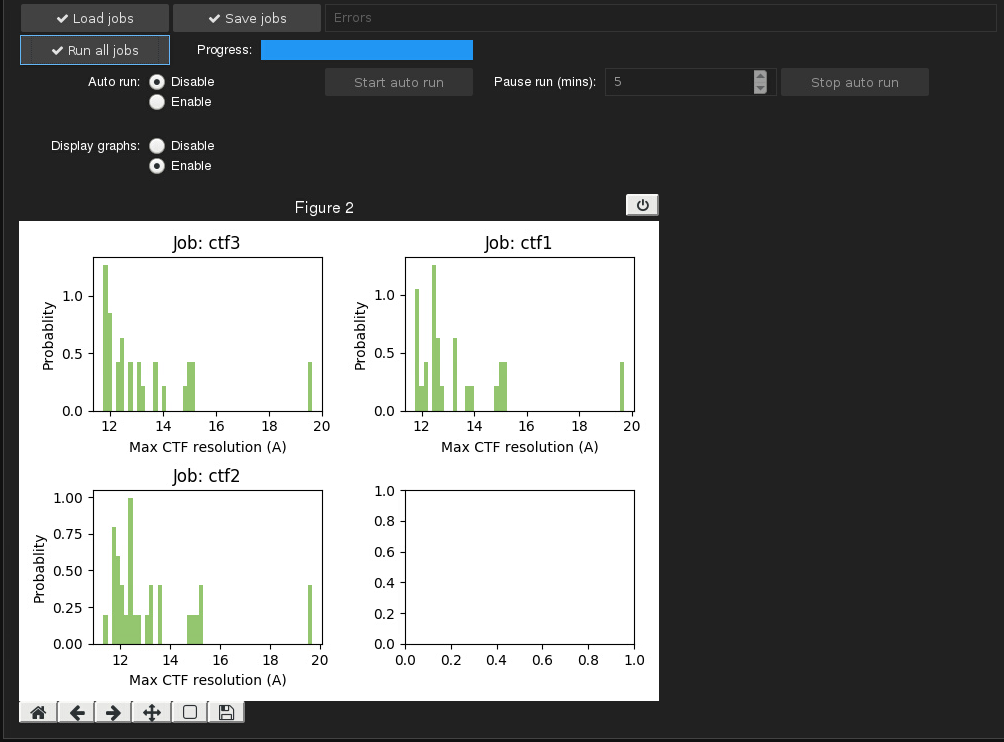 Load jobs
Save jobs
Errors
Run all jobs
Progress:
Auto run:
Disable
Enable
Start auto run
Pause run (mins):
5
Stop auto run
Display graphs:
Disable
Enable
Figure 2
Job: ctf3
Probablity
1.0
0.5
0.0
12 14 16 18 20
Max CTF resolution (A)
Job: ctf1
Probablity
1.0
0.5
0.0
12 14 16 18 20
Max CTF resolution (A)
Job: ctf2
Probablity
1.00
0.75
0.50
0.25
0.00
12 14 16 18 20
Max CTF resolution (A)
1.0
0.8
0.6
0.4
0.2
0.0
0.0 0.2 0.4 0.6 0.8 1.0